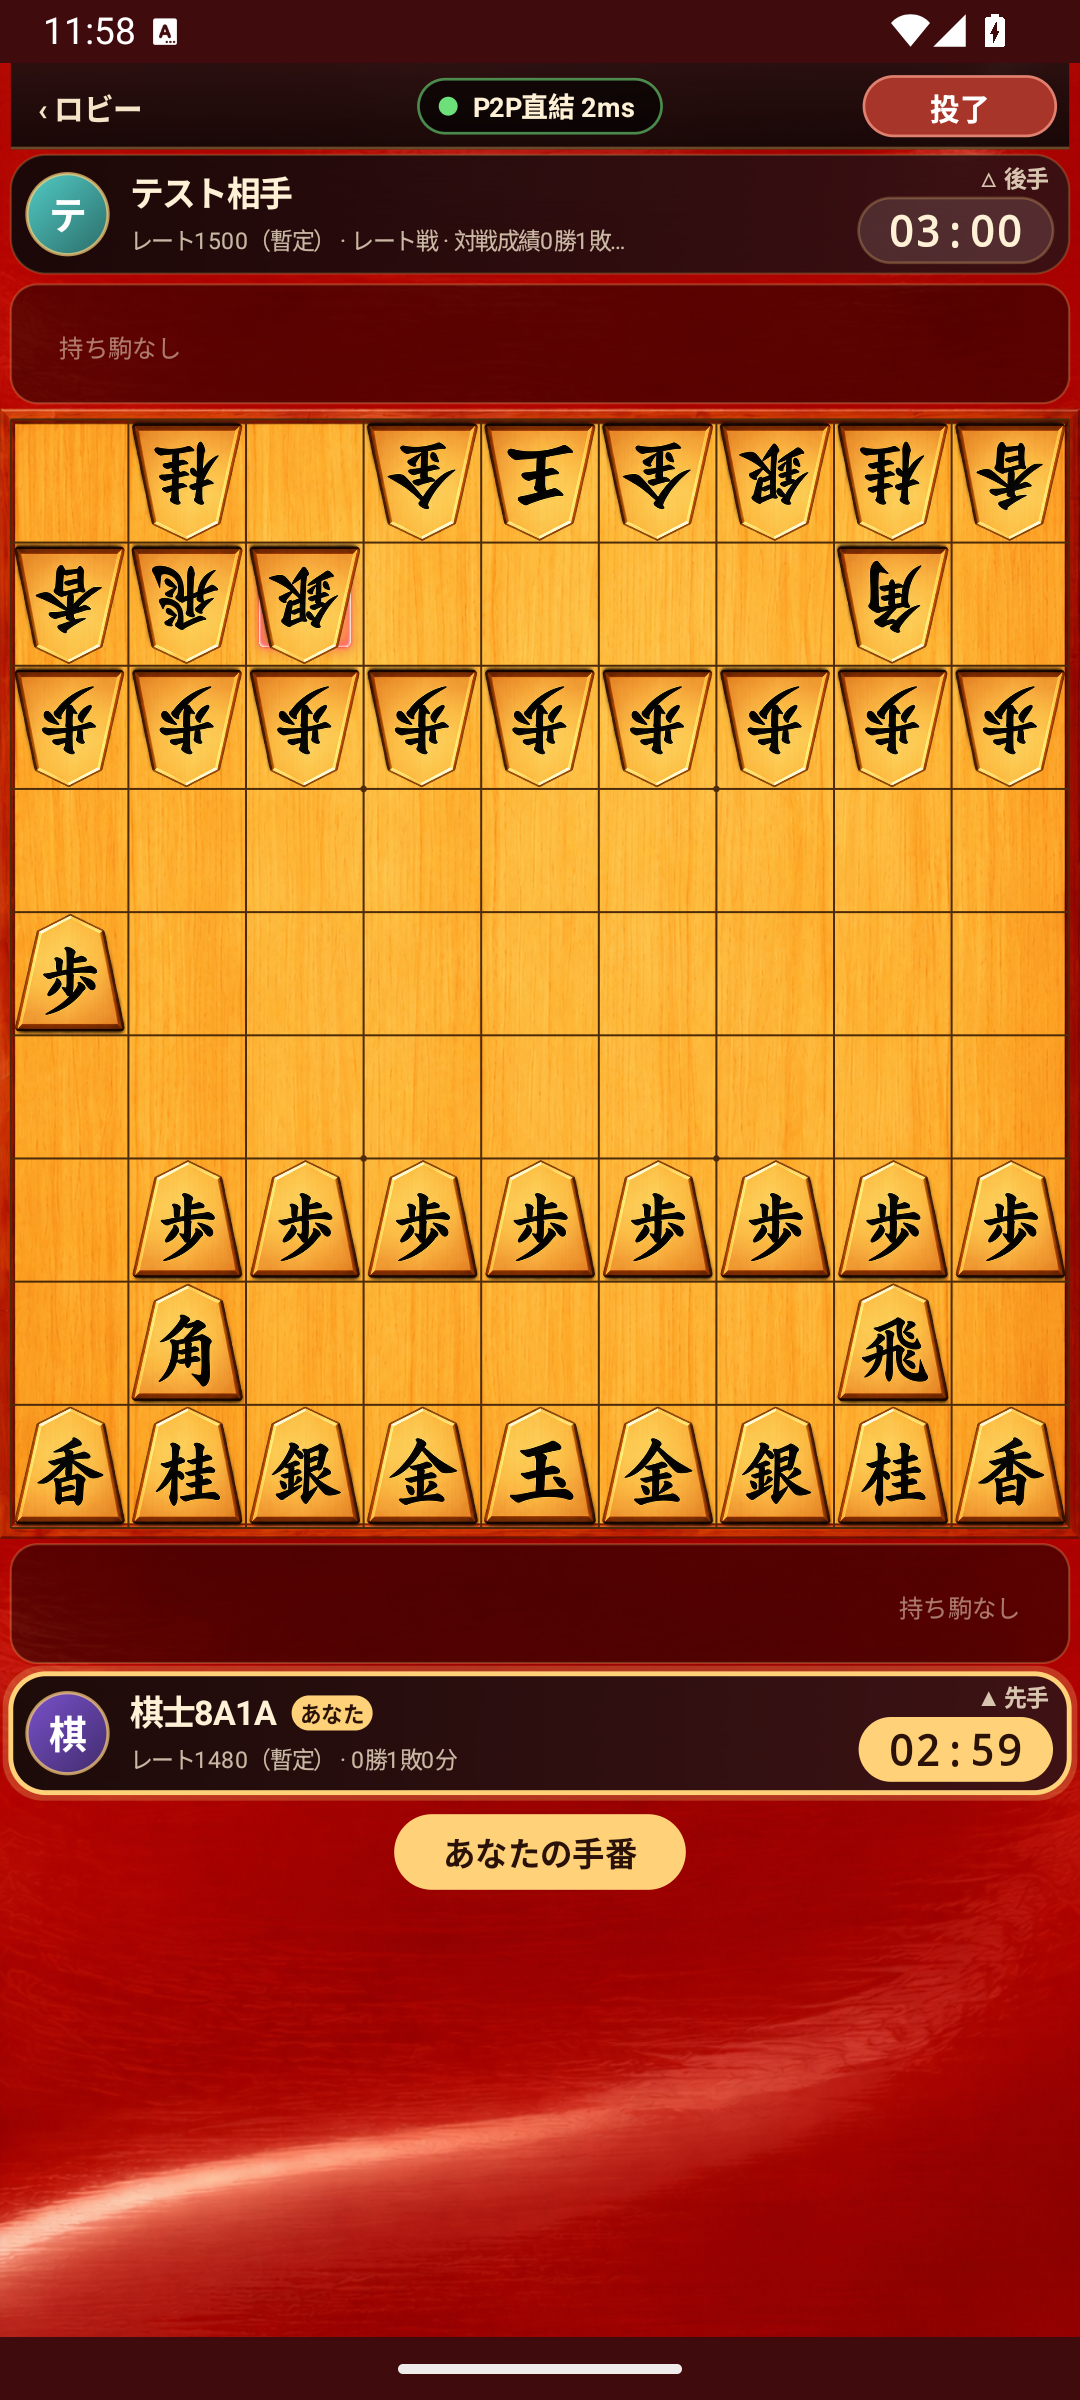 11:58
‹ ロビー
P2P直結 2ms
投了
テ
テスト相手
レート1500（暫定）· レート戦 · 対戦成績0勝1敗…
△ 後手
03:00
持ち駒なし
桂 金 王 金 銀 桂 香
香 飛 銀 角
歩 歩 歩 歩 歩 歩 歩 歩 歩
歩
歩 歩 歩 歩 歩 歩 歩 歩
角 飛
香 桂 銀 金 玉 金 銀 桂 香
持ち駒なし
棋
棋士8A1A あなた
レート1480（暫定）· 0勝1敗0分
▲ 先手
02:59
あなたの手番